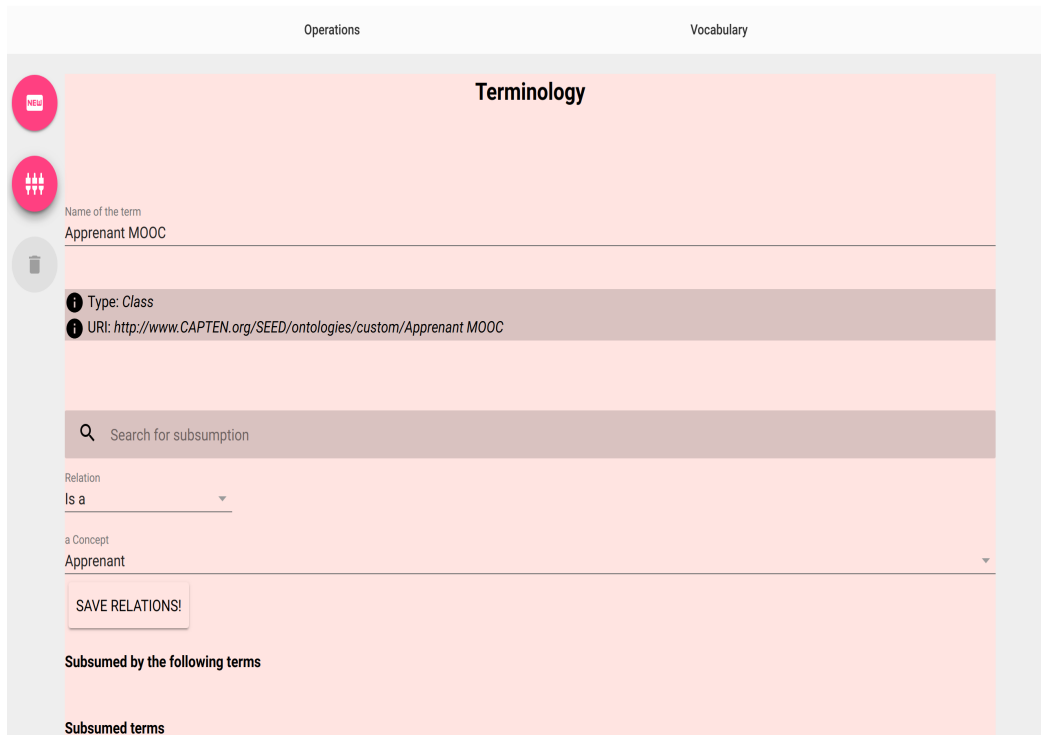 Operations Vocabulary
Terminology
NEW
Name of the term
Apprenant MOOC
Type: Class
URI: http://www.CAPTEN.org/SEED/ontologies/custom/Apprenant MOOC
Search for subsumption
Relation
Is a
a Concept
Apprenant
SAVE RELATIONS!
Subsumed by the following terms
Subsumed terms